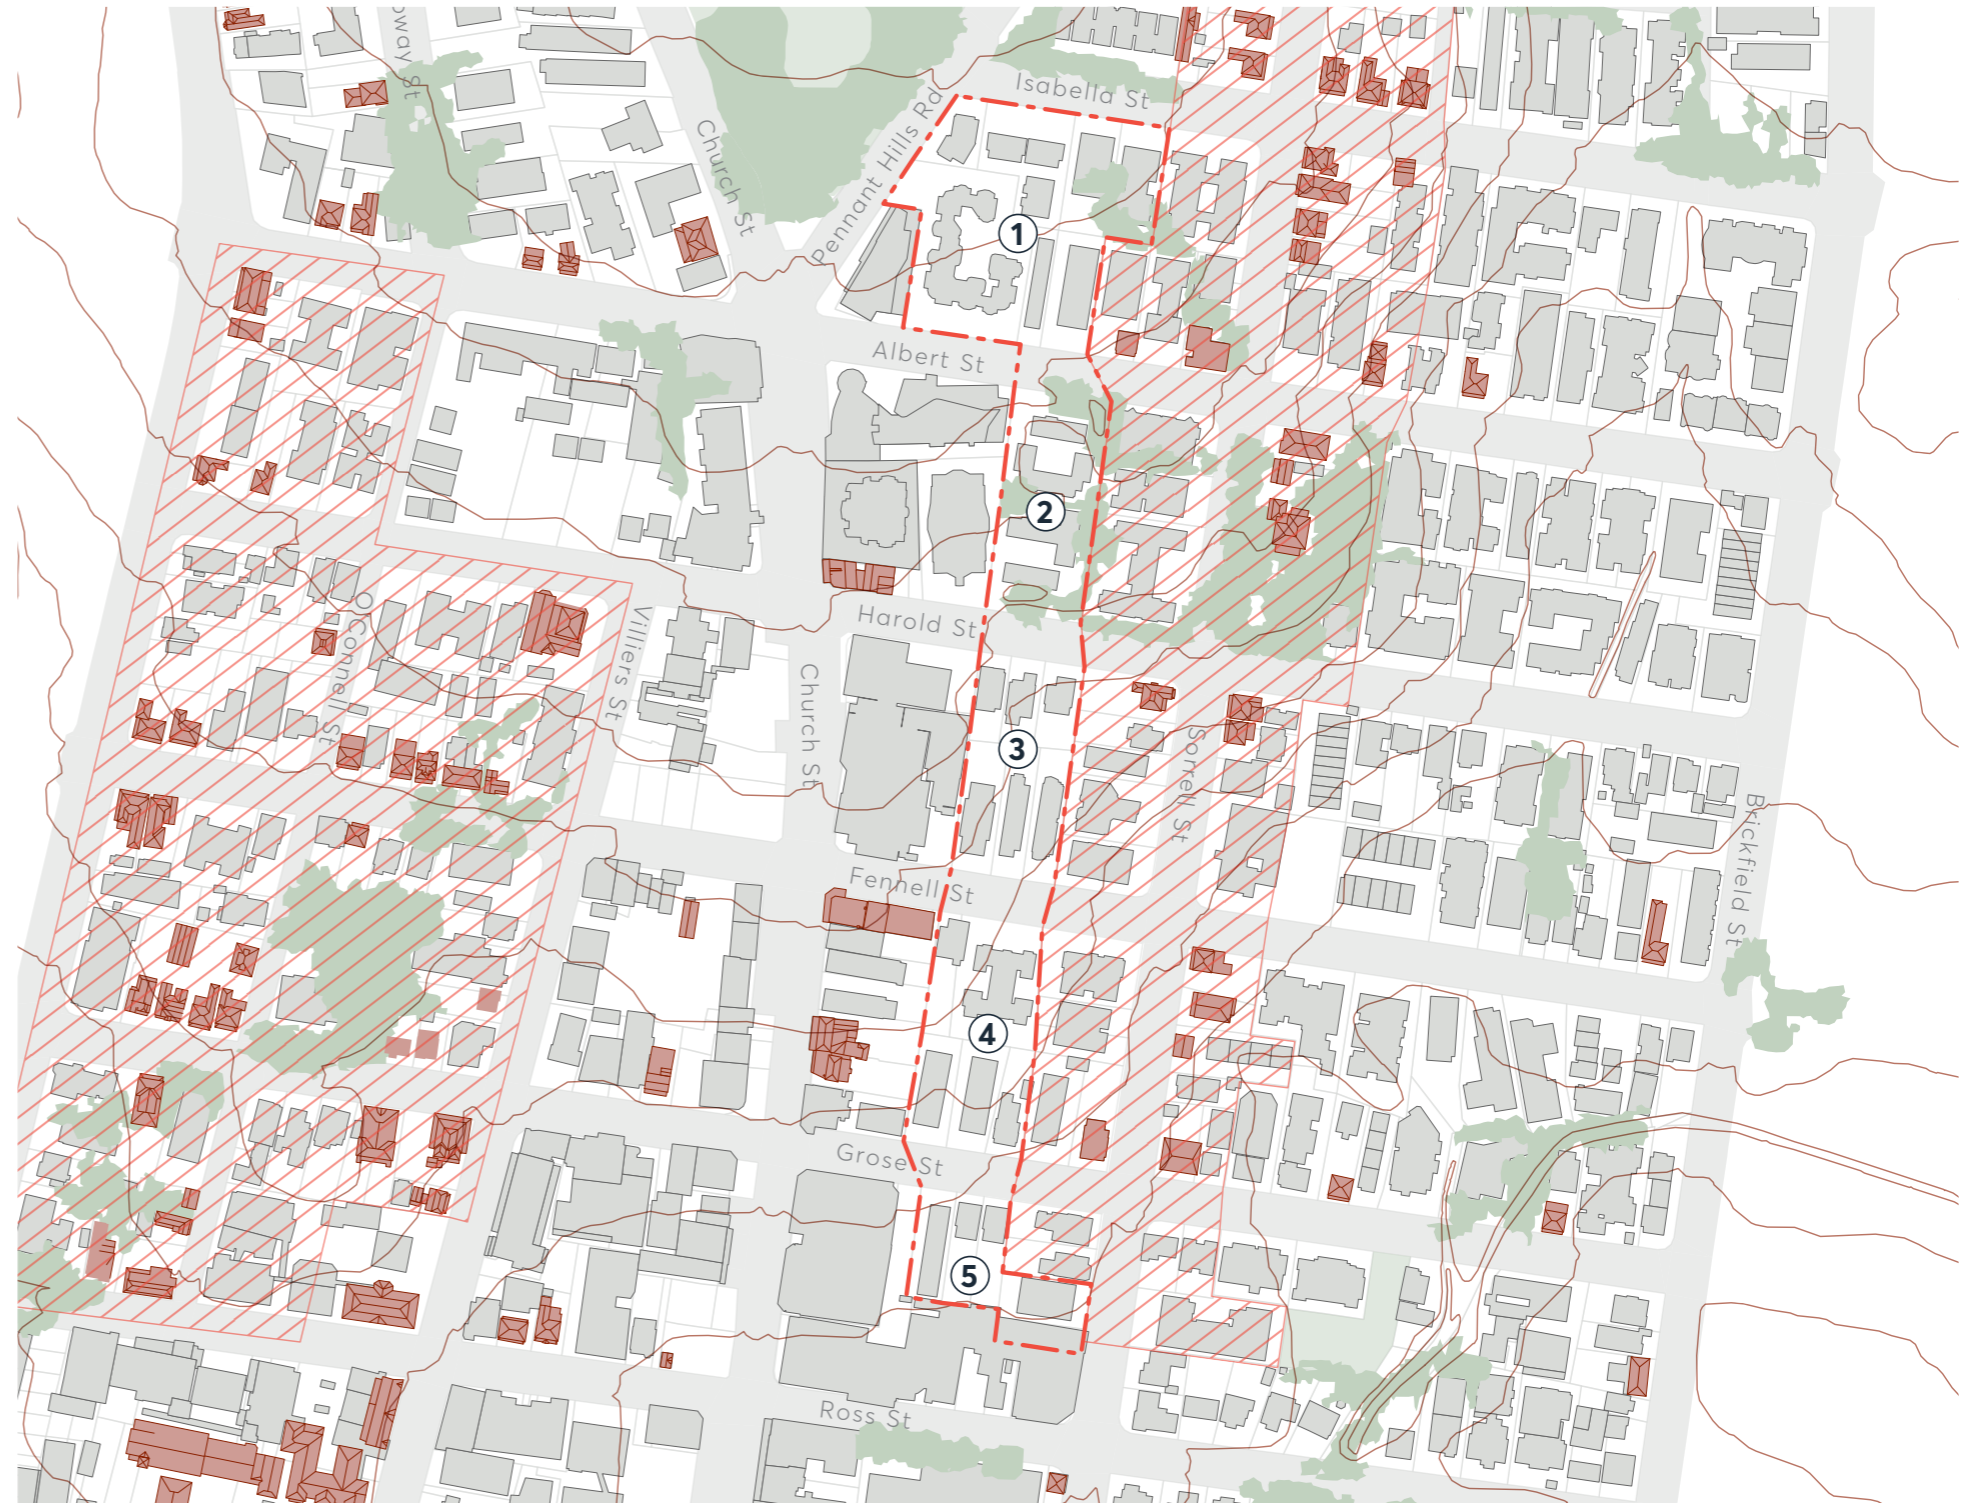 Isabella St
Pennant Hills Rd
Church St
1
Albert St
2
Harold St
O'Connell St
Villiers St
Church St
3
Sorrell St
Brickfield St
Fennell St
4
Grose St
5
Ross St